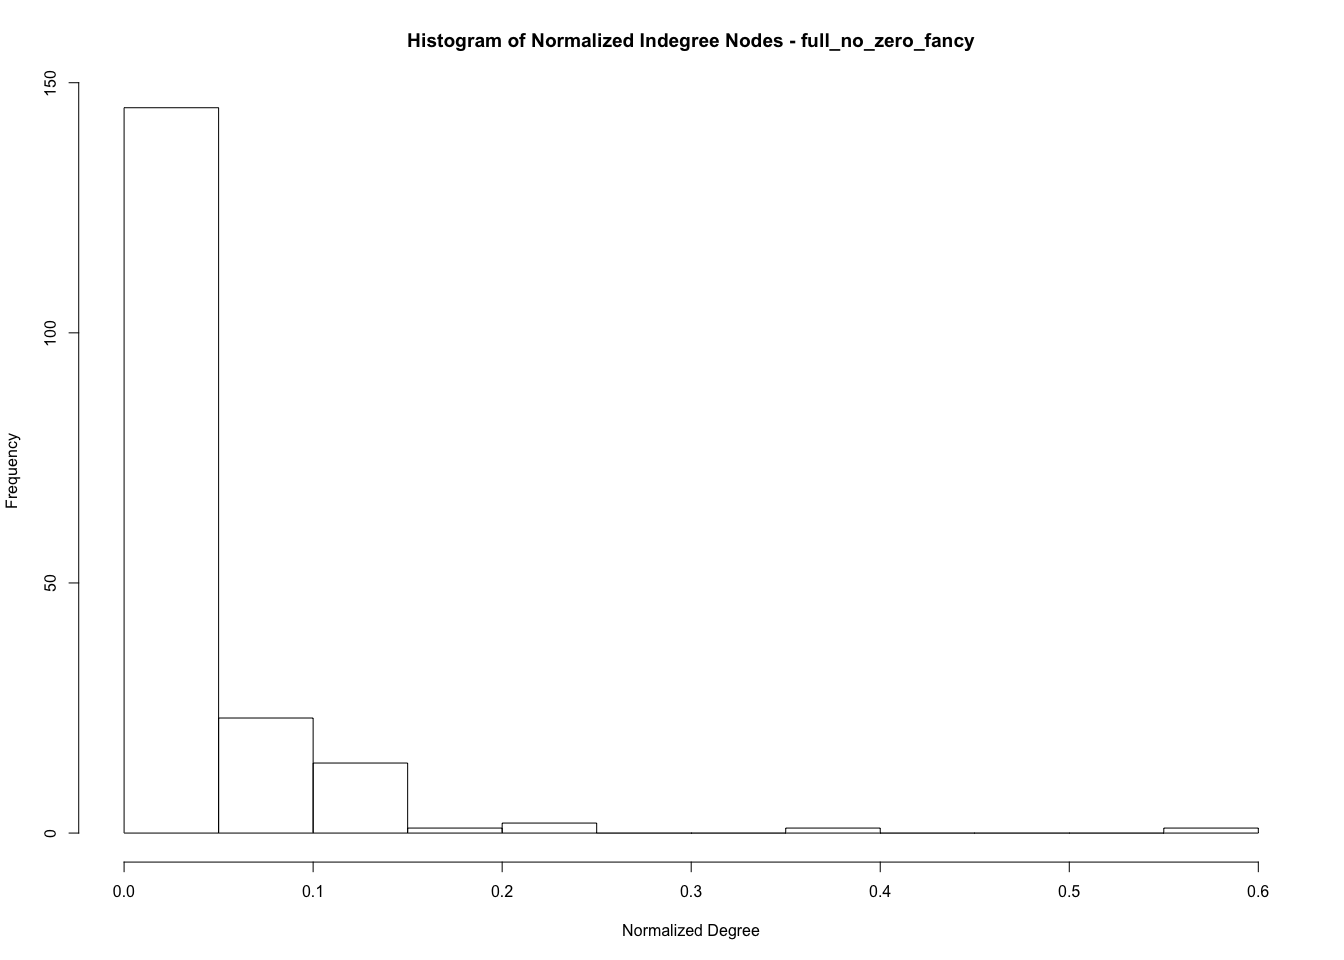 Histogram of Normalized Indegree Nodes - full_no_zero_fancy
Frequency
150
100
50
0
0.0 0.1 0.2 0.3 0.4 0.5 0.6
Normalized Degree